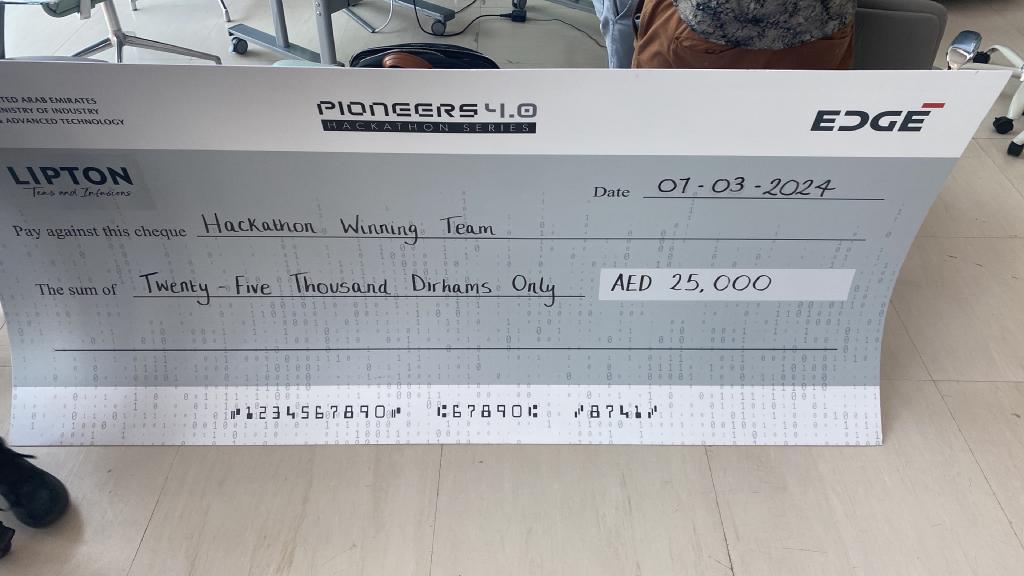 TED ARAB EMIRATES
NISTRY OF INDUSTRY
& ADVANCED TECHNOLOGY
PIONEERS 4.0
HACKATHON SERIES
EDGE
LIPTON
Teas and Infusions
Date 07-03-2024
Pay against this cheque Hackathon Winning Team
The sum of Twenty-Five Thousand Dirhams Only AED 25,000
⑈1234567890⑈ ⑆67890⑆ ⑈8741⑈